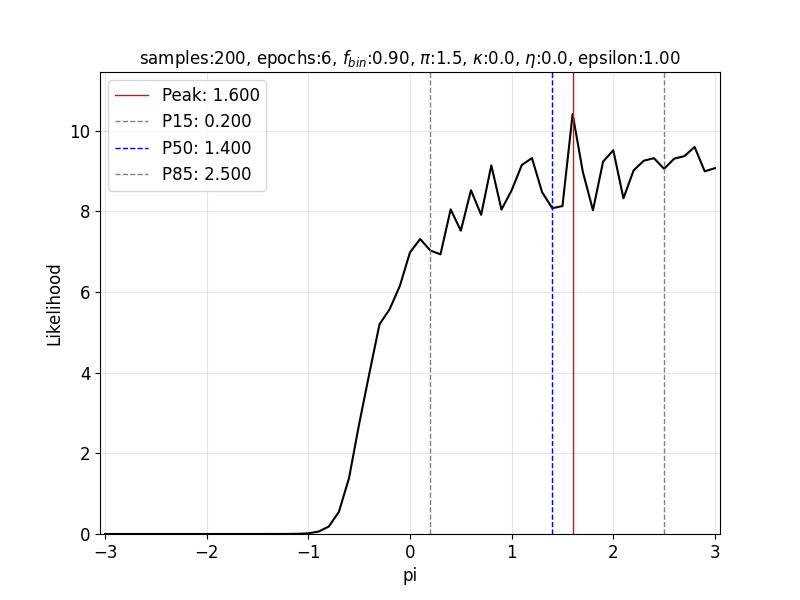 samples:200, epochs:6, f_bin:0.90, π:1.5, κ:0.0, η:0.0, epsilon:1.00
Peak: 1.600
P15: 0.200
P50: 1.400
P85: 2.500
10
8
6
4
2
0
Likelihood
−3 −2 −1 0 1 2 3
pi